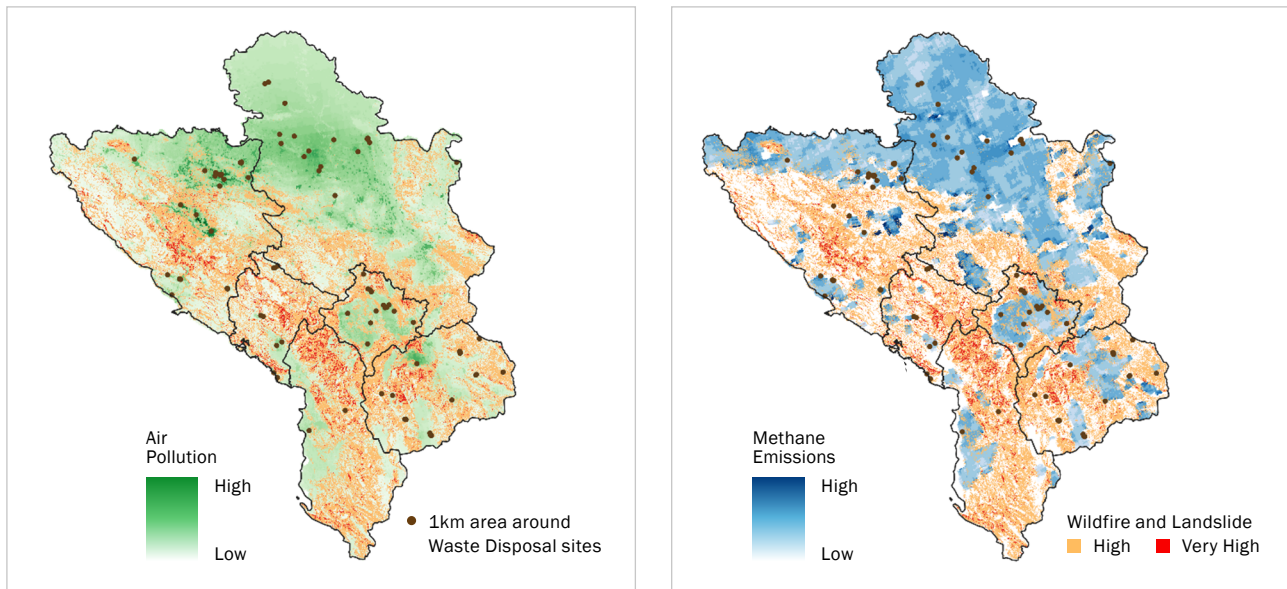 Air
Pollution
High
Low
1km area around
Waste Disposal sites
Methane
Emissions
High
Low
Wildfire and Landslide
High
Very High